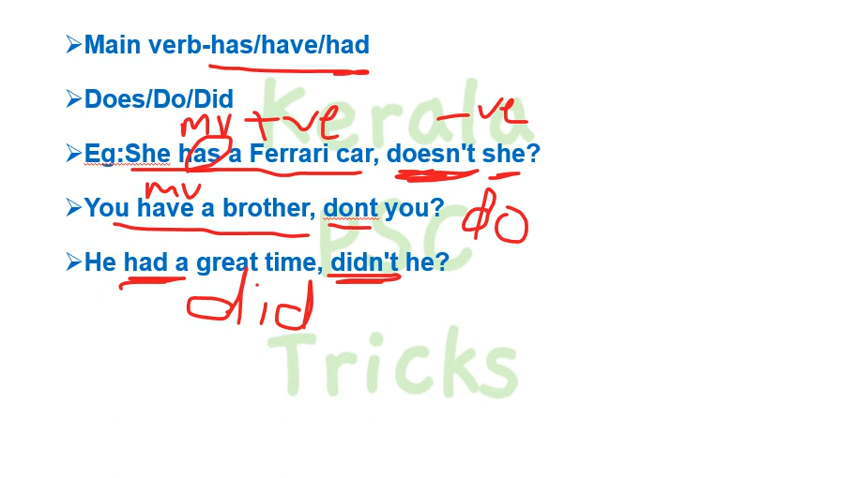 ➢Main verb-has/have/had
➢Does/Do/Did
mv +ve -ve
➢Eg:She has a Ferrari car, doesn't she?
mv
➢You have a brother, dont you? do
➢He had a great time, didn't he?
did
Kerala
PSC
Tricks